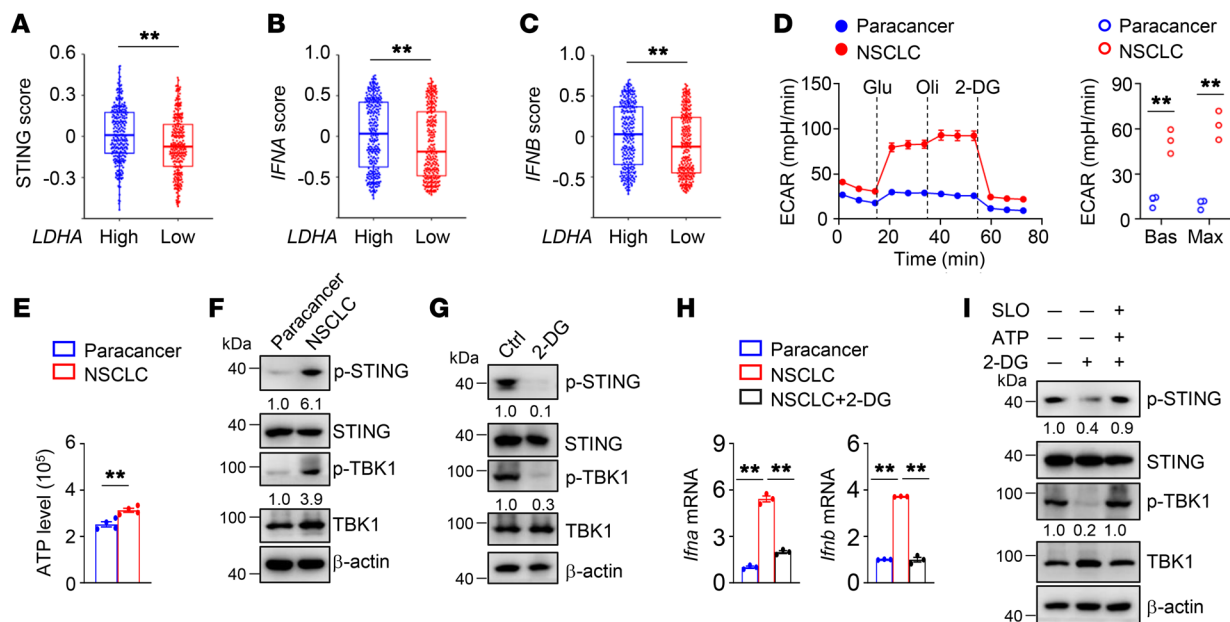 A
**
STING score
0.6
0.3
0
-0.3
LDHA High Low
B
**
IFNA score
1.0
0.5
0
-0.5
LDHA High Low
C
**
IFNB score
1.0
0.5
0
-0.5
LDHA High Low
D
Paracancer
NSCLC
Glu Oli 2-DG
ECAR (mpH/min)
150
100
50
0
0 20 40 60 80
Time (min)
Paracancer
NSCLC
** **
ECAR (mpH/min)
90
60
30
0
Bas Max
E
Paracancer
NSCLC
**
ATP level (10⁵)
6
4
2
0
F
Paracancer NSCLC
kDa
40 p-STING
1.0 6.1
40 STING
100 p-TBK1
1.0 3.9
100 TBK1
40 β-actin
G
Ctrl 2-DG
kDa
40 p-STING
1.0 0.1
40 STING
100 p-TBK1
1.0 0.3
100 TBK1
40 β-actin
H
Paracancer
NSCLC
NSCLC+2-DG
** **
Ifna mRNA
9
6
3
0
** **
Ifnb mRNA
6
4
2
0
I
SLO — — +
ATP — — +
2-DG — + +
kDa
40 p-STING
1.0 0.4 0.9
40 STING
100 p-TBK1
1.0 0.2 1.0
100 TBK1
40 β-actin